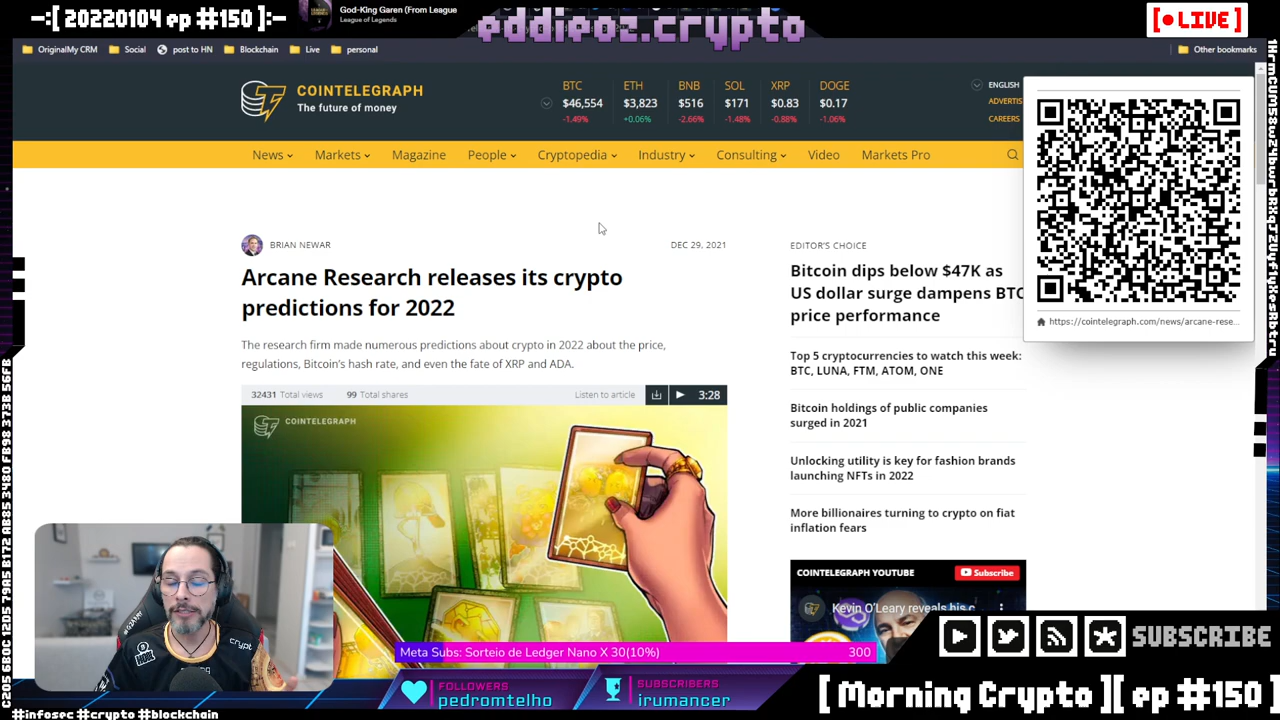 -:[ 20220104 ep #150 ]:-
God-King Garen (From League
League of Legends
eddieoz.crypto
[● LIVE]
OriginalMy CRM
Social
post to HN
Blockchain
Live
personal
Other bookmarks
COINTELEGRAPH
The future of money
BTC ETH BNB SOL XRP DOGE
$46,554 $3,823 $516 $171 $0.83 $0.17
-1.49% +0.06% -2.66% -1.48% -0.88% -1.06%
ENGLISH
ADVERTIS
CAREERS
News Markets Magazine People Cryptopedia Industry Consulting Video Markets Pro
https://cointelegraph.com/news/arcane-rese...
BRIAN NEWAR
DEC 29, 2021
Arcane Research releases its crypto
predictions for 2022
The research firm made numerous predictions about crypto in 2022 about the price,
regulations, Bitcoin's hash rate, and even the fate of XRP and ADA.
32431 Total views
99 Total shares
Listen to article
3:28
COINTELEGRAPH
EDITOR'S CHOICE
Bitcoin dips below $47K as
US dollar surge dampens BTC
price performance
Top 5 cryptocurrencies to watch this week:
BTC, LUNA, FTM, ATOM, ONE
Bitcoin holdings of public companies
surged in 2021
Unlocking utility is key for fashion brands
launching NFTs in 2022
More billionaires turning to crypto on fiat
inflation fears
COINTELEGRAPH YOUTUBE
Subscribe
Kevin O'Leary reveals his c
Meta Subs: Sorteio de Ledger Nano X 30(10%)
300
FOLLOWERS
pedromtelho
SUBSCRIBERS
irumancer
SUBSCRIBE
[ Morning Crypto ][ ep #150 ]
#infosec #crypto #blockchain